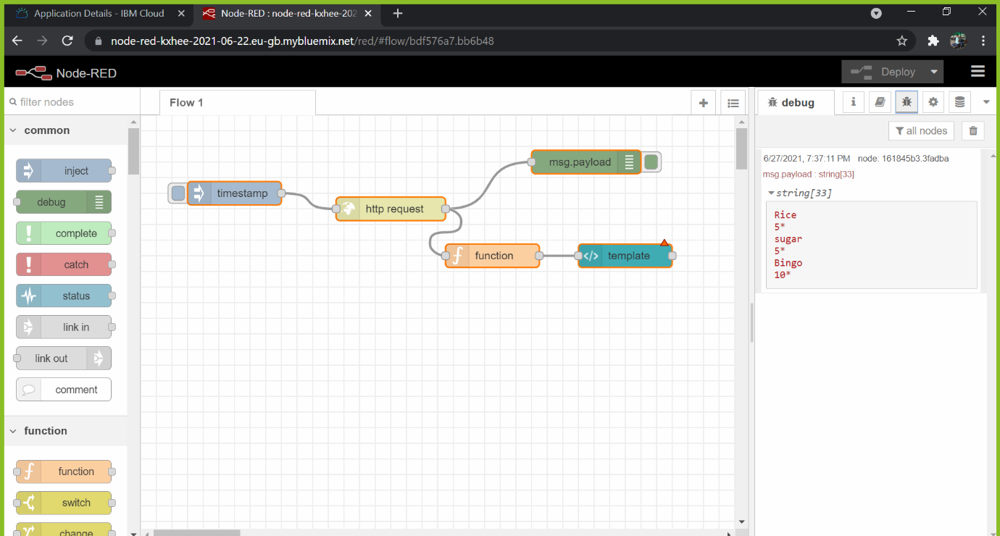 Application Details - IBM Cloud
Node-RED : node-red-kxhee-202
node-red-kxhee-2021-06-22.eu-gb.mybluemix.net/red/#flow/bdf576a7.bb6b48
Node-RED
Deploy
filter nodes
Flow 1
debug
i
all nodes
common
inject
debug
complete
catch
status
link in
link out
comment
function
function
switch
change
timestamp
http request
msg.payload
function
template
6/27/2021, 7:37:11 PM node: 161845b3.3fadba
msg.payload : string[33]
string[33]
Rice
5*
sugar
5*
Bingo
10*